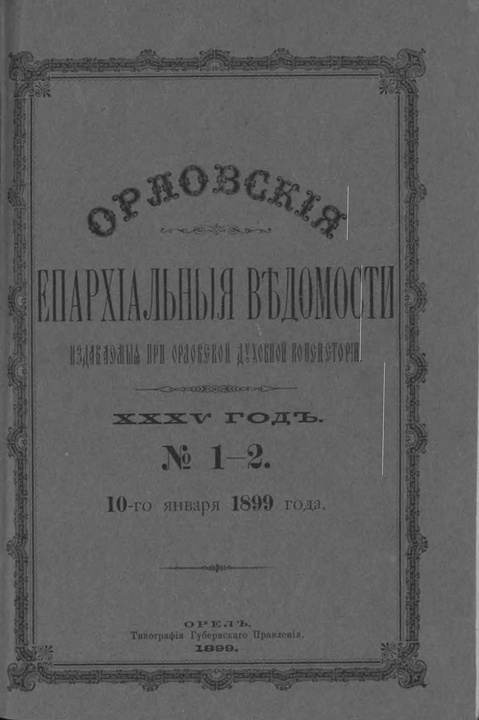 ОРЛОВСКІЯ
ЕПАРХІАЛЬНЫЯ ВѢДОМОСТИ
ИЗДАВАЕМЫЯ ПРИ ОРЛОВСКОЙ ДУХОВНОЙ КОНСИСТОРІИ.
XXXV ГОДЪ.
№ 1–2.
10-го января 1899 года.
ОРЕЛЪ.
Типографія Губернскаго Правленія.
1899.